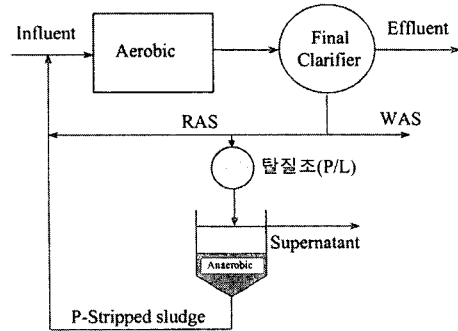 Influent
Aerobic
Final
Clarifier
Effluent
RAS
WAS
탈질조(P/L)
Supernatant
Anaerobic
P-Stripped sludge